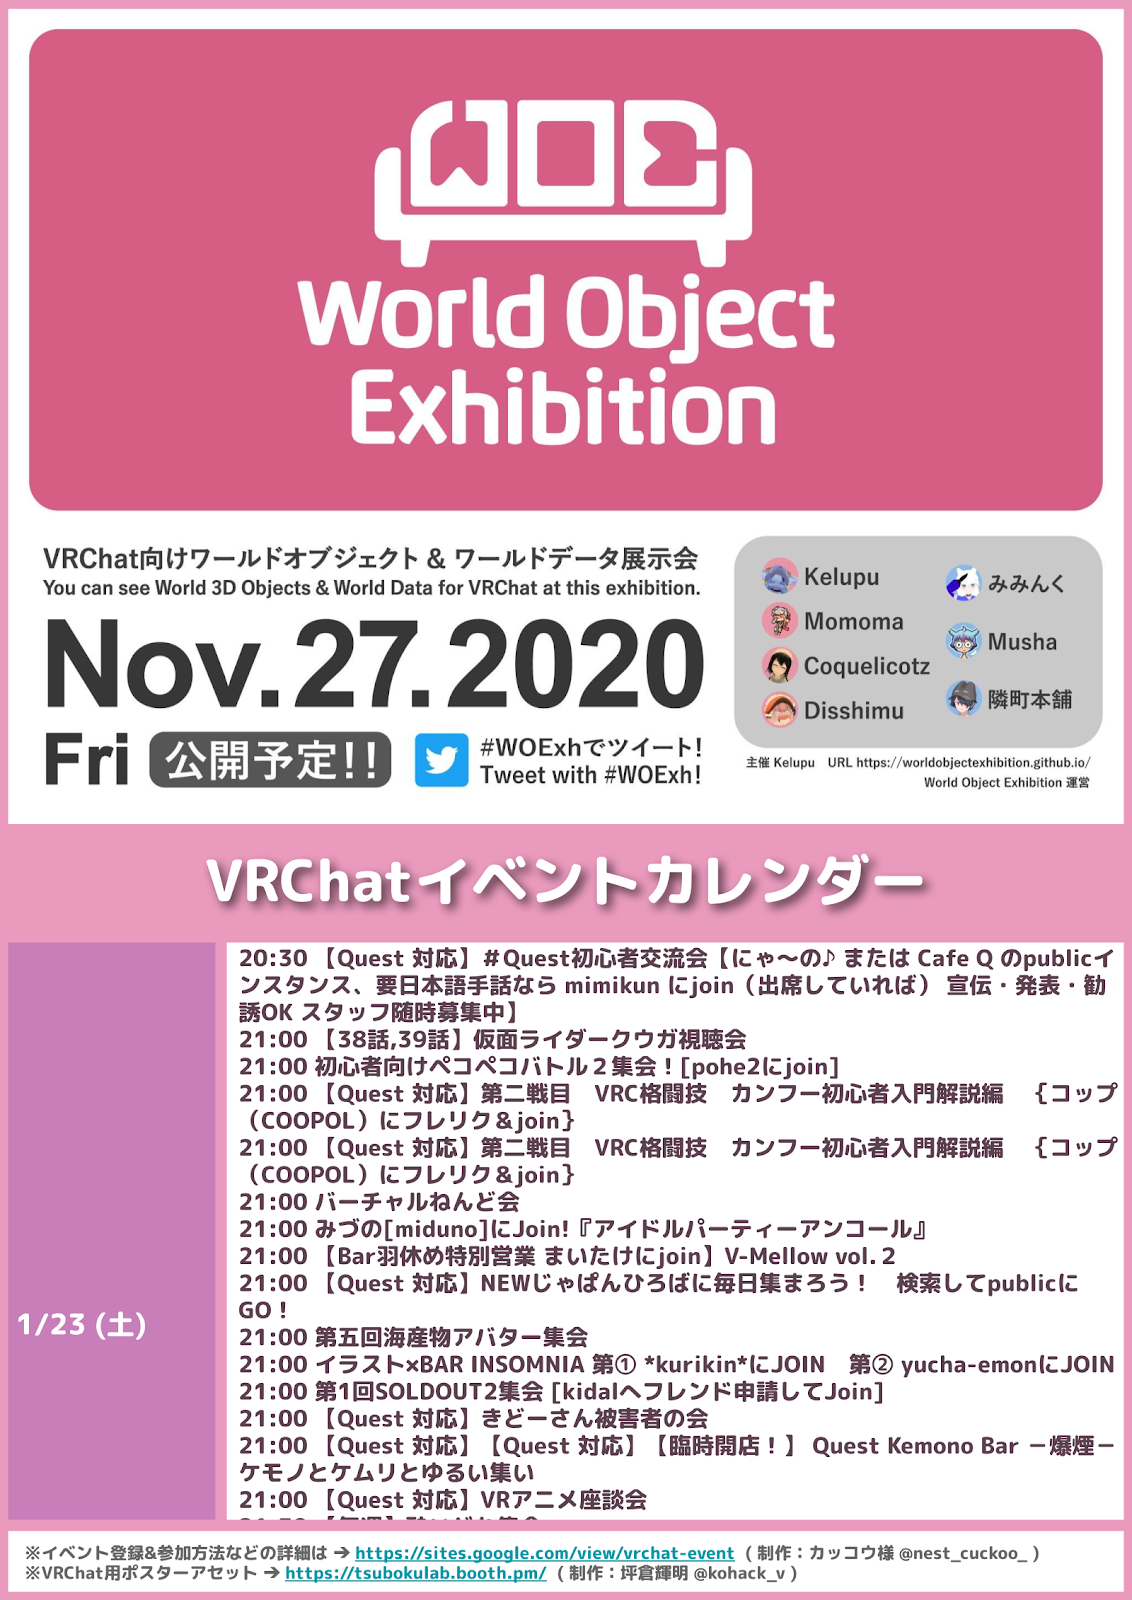 WOE
World Object
Exhibition
VRChat向けワールドオブジェクト & ワールドデータ展示会
You can see World 3D Objects & World Data for VRChat at this exhibition.
Nov.27.2020
Fri 公開予定!!
#WOExhでツイート!
Tweet with #WOExh!
Kelupu
Momoma
Coquelicotz
Disshimu
みみんく
Musha
隣町本舗
主催 Kelupu　URL https://worldobjectexhibition.github.io/
World Object Exhibition 運営
VRChatイベントカレンダー
1/23 (土)
20:30 【Quest 対応】＃Quest初心者交流会【にゃ～の♪ または Cafe Q のpublicイ
ンスタンス、要日本語手話なら mimikun にjoin（出席していれば） 宣伝・発表・勧
誘OK スタッフ随時募集中】
21:00 【38話,39話】仮面ライダークウガ視聴会
21:00 初心者向けペコペコバトル２集会！[pohe2にjoin]
21:00 【Quest 対応】第二戦目　VRC格闘技　カンフー初心者入門解説編　｛コップ
（COOPOL）にフレリク＆join｝
21:00 【Quest 対応】第二戦目　VRC格闘技　カンフー初心者入門解説編　｛コップ
（COOPOL）にフレリク＆join｝
21:00 バーチャルねんど会
21:00 みづの[miduno]にJoin!『アイドルパーティーアンコール』
21:00 【Bar羽休め特別営業 まいたけにjoin】V-Mellow vol.２
21:00 【Quest 対応】NEWじゃぱんひろばに毎日集まろう！　検索してpublicに
GO！
21:00 第五回海産物アバター集会
21:00 イラスト×BAR INSOMNIA 第① *kurikin*にJOIN　第② yucha-emonにJOIN
21:00 第1回SOLDOUT2集会 [kidalへフレンド申請してJoin]
21:00 【Quest 対応】きどーさん被害者の会
21:00 【Quest 対応】【Quest 対応】【臨時開店！】 Quest Kemono Bar －爆煙－
ケモノとケムリとゆるい集い
21:00 【Quest 対応】VRアニメ座談会
※イベント登録&参加方法などの詳細は ➔ https://sites.google.com/view/vrchat-event （ 制作：カッコウ様 @nest_cuckoo_ ）
※VRChat用ポスターアセット ➔ https://tsubokulab.booth.pm/ （ 制作：坪倉輝明 @kohack_v ）